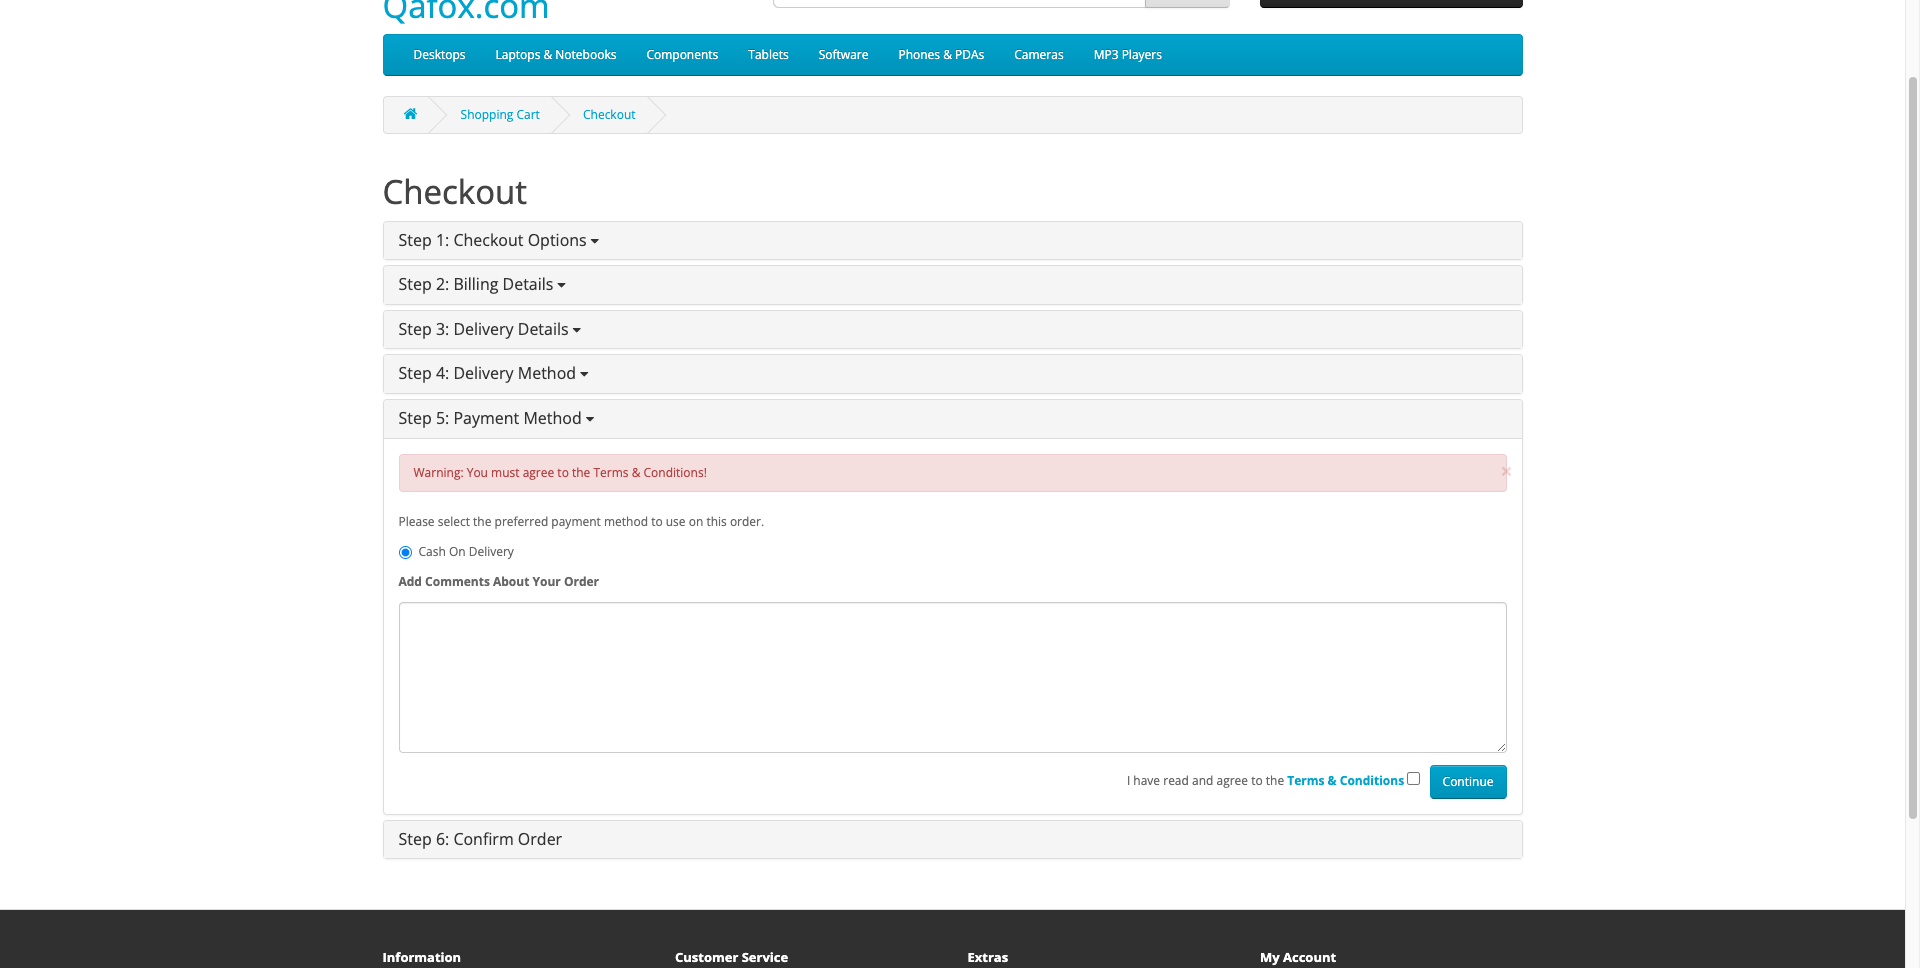 Qafox.com
Desktops Laptops & Notebooks Components Tablets Software Phones & PDAs Cameras MP3 Players
Shopping Cart Checkout
Checkout
Step 1: Checkout Options
Step 2: Billing Details
Step 3: Delivery Details
Step 4: Delivery Method
Step 5: Payment Method
Warning: You must agree to the Terms & Conditions! ×
Please select the preferred payment method to use on this order.
Cash On Delivery
Add Comments About Your Order
I have read and agree to the Terms & Conditions Continue
Step 6: Confirm Order
Information Customer Service Extras My Account